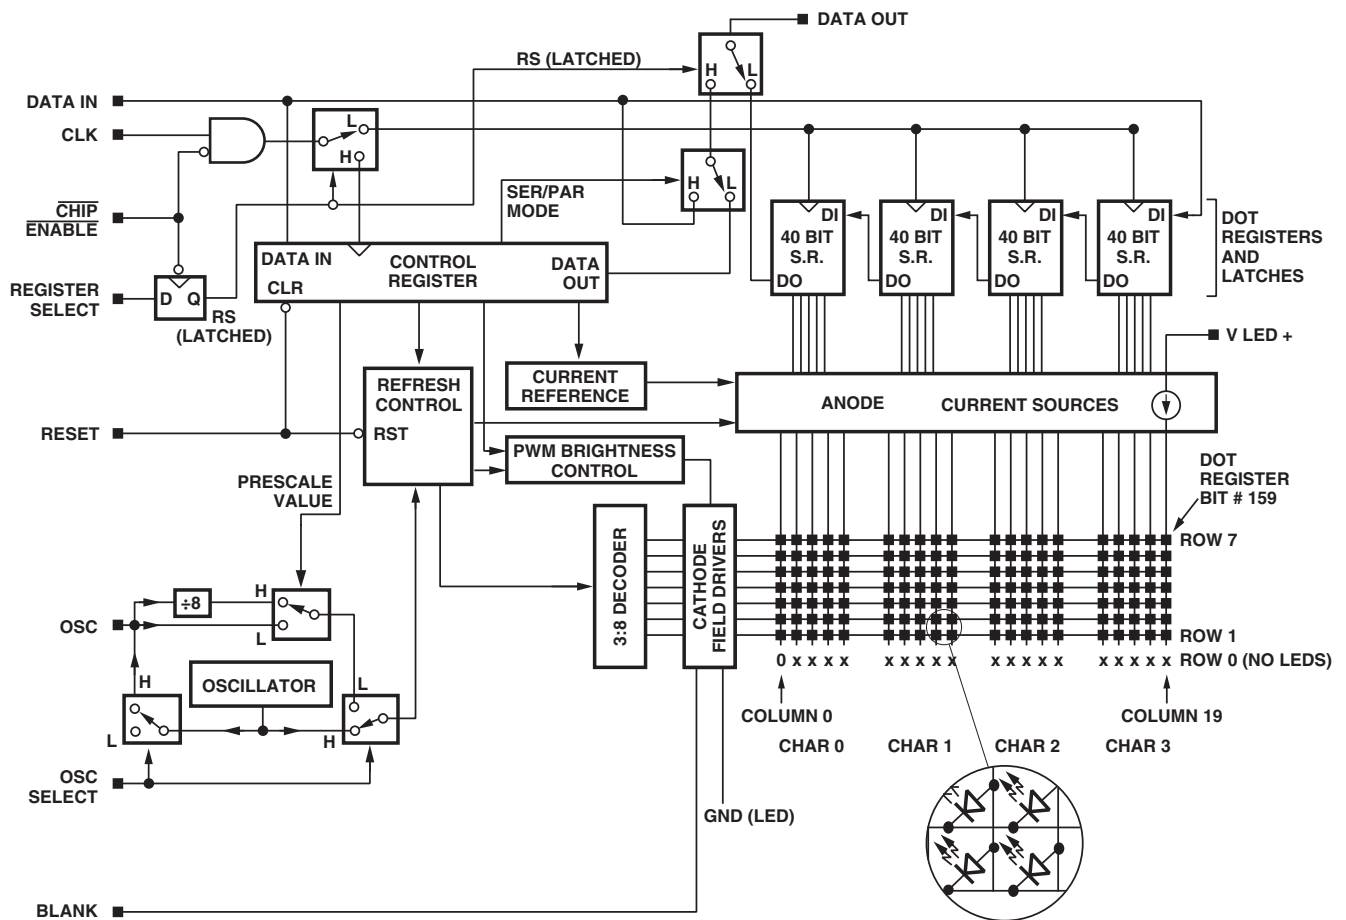 DATA OUT
RS (LATCHED)
H L
DATA IN
CLK
L
H
CHIP
ENABLE
SER/PAR
MODE
H L
DI
40 BIT
S.R.
DO
DI
40 BIT
S.R.
DO
DI
40 BIT
S.R.
DO
DI
40 BIT
S.R.
DO
DOT
REGISTERS
AND
LATCHES
REGISTER
SELECT
D Q
RS
(LATCHED)
DATA IN
CONTROL
REGISTER
DATA
OUT
CLR
V LED +
REFRESH
CONTROL
RST
CURRENT
REFERENCE
ANODE CURRENT SOURCES
RESET
PWM BRIGHTNESS
CONTROL
PRESCALE
VALUE
DOT
REGISTER
BIT # 159
3:8 DECODER
CATHODE
FIELD DRIVERS
ROW 7
ROW 1
0 x x x x x x x x x x x x x x x x x x x ROW 0 (NO LEDS)
OSC
÷8
H
L
H
OSCILLATOR
L
L
H
COLUMN 0
COLUMN 19
CHAR 0 CHAR 1 CHAR 2 CHAR 3
OSC
SELECT
GND (LED)
BLANK